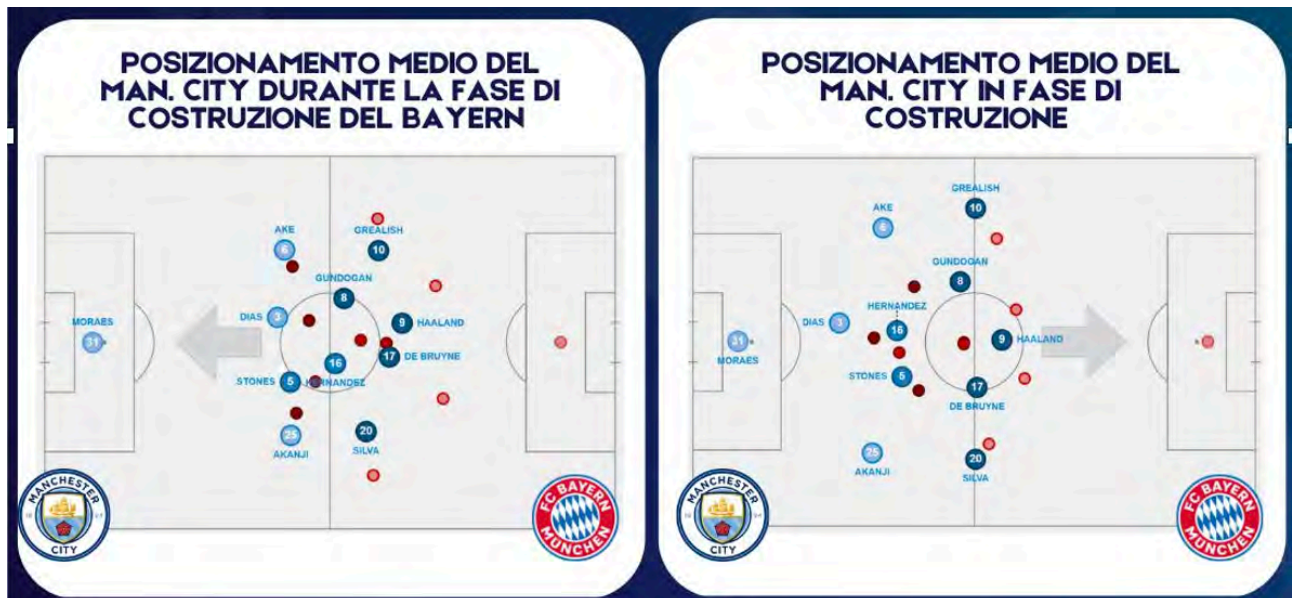 POSIZIONAMENTO MEDIO DEL
MAN. CITY DURANTE LA FASE DI
COSTRUZIONE DEL BAYERN
AKE
6
GREALISH
10
GUNDOGAN
8
DIAS
3
MORAES
31
9
HAALAND
17
DE BRUYNE
16
HERNANDEZ
STONES
5
20
SILVA
25
AKANJI
MANCHESTER
CITY
FC BAYERN
MÜNCHEN
POSIZIONAMENTO MEDIO DEL
MAN. CITY IN FASE DI
COSTRUZIONE
GREALISH
10
AKE
6
GUNDOGAN
8
HERNANDEZ
16
DIAS
3
31
MORAES
9
HAALAND
STONES
5
17
DE BRUYNE
25
AKANJI
20
SILVA
MANCHESTER
CITY
FC BAYERN
MÜNCHEN